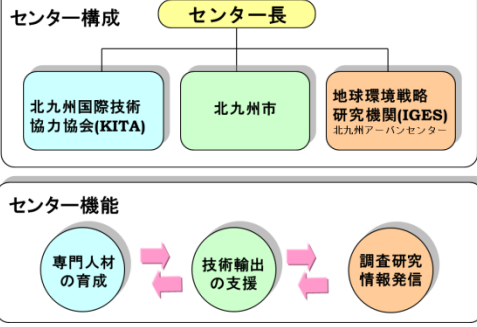 センター構成
センター長
北九州国際技術
協力協会(KITA)
北九州市
地球環境戦略
研究機関(IGES)
北九州アーバンセンター
センター機能
専門人材
の育成
技術輸出
の支援
調査研究
情報発信